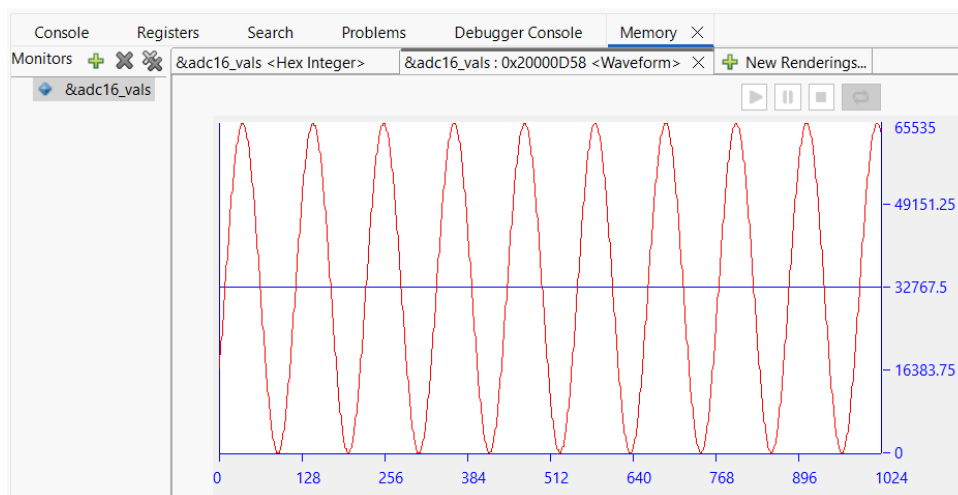 Console Registers Search Problems Debugger Console Memory
Monitors &adc16_vals <Hex Integer> &adc16_vals : 0x20000D58 <Waveform> New Renderings...
&adc16_vals
65535
49151.25
32767.5
16383.75
0
0 128 256 384 512 640 768 896 1024